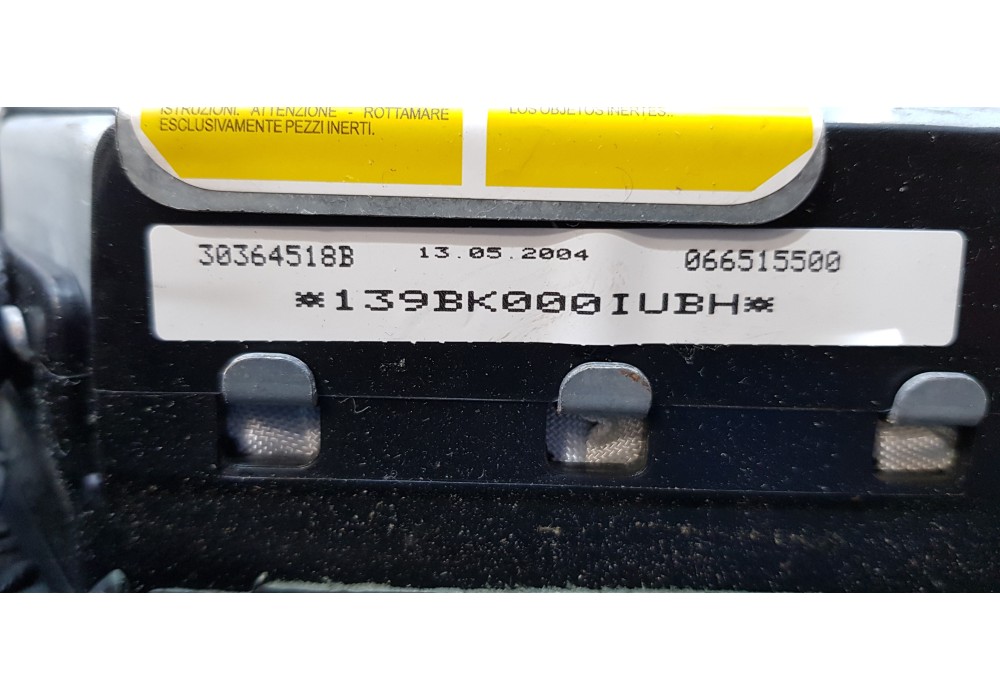 ISTRUZIONI. ATTENZIONE - ROTTAMARE
ESCLUSIVAMENTE PEZZI INERTI.
LOS OBJETOS INERTES..
30364518B 13.05.2004 066515500
*139BK000IUBH*